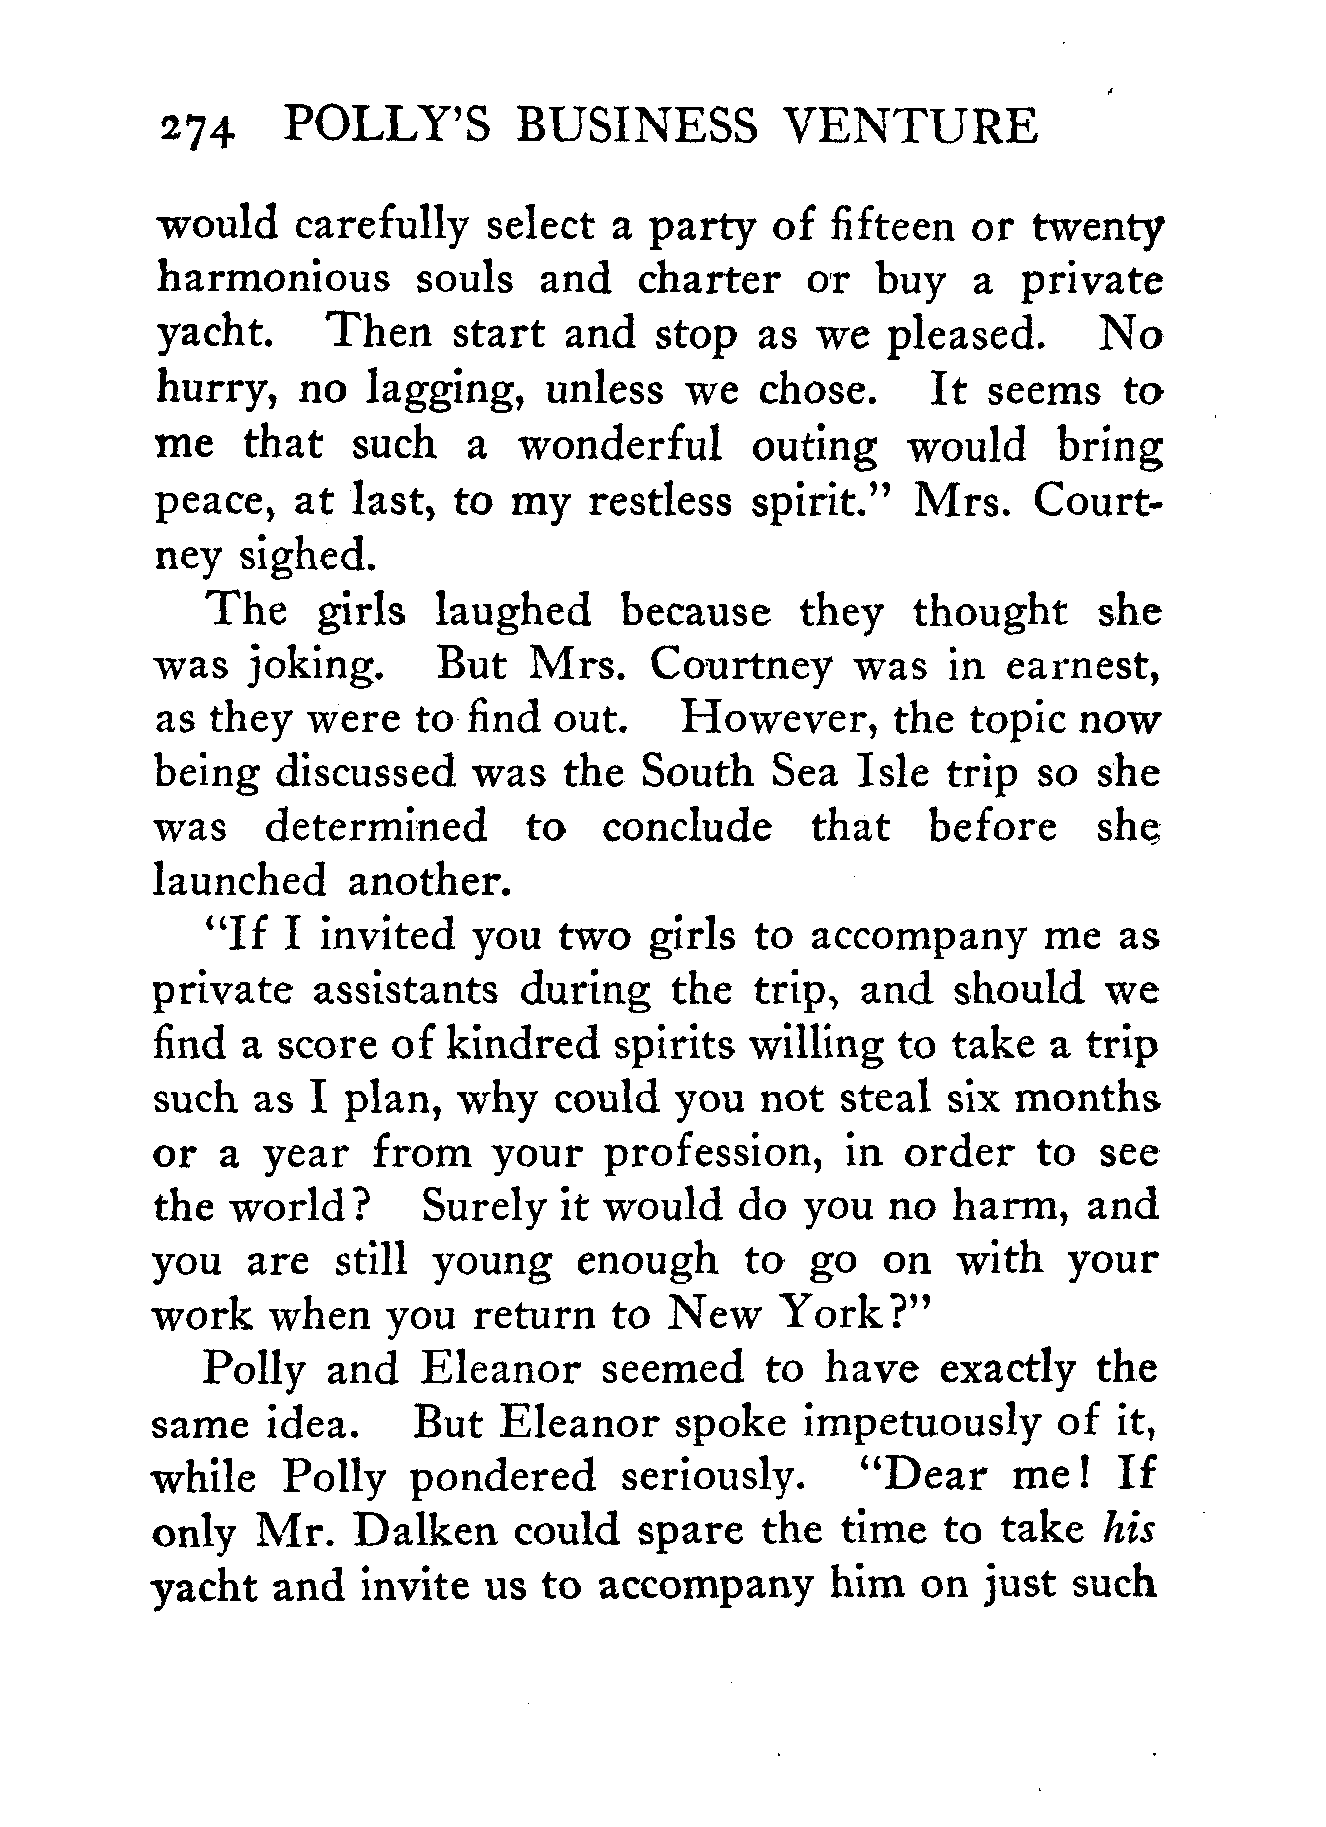 274 POLLY'S BUSINESS VENTURE
would carefully select a party of fifteen or twenty
harmonious souls and charter or buy a private
yacht. Then start and stop as we pleased. No
hurry, no lagging, unless we chose. It seems to
me that such a wonderful outing would bring
peace, at last, to my restless spirit.” Mrs. Court-
ney sighed.
The girls laughed because they thought she
was joking. But Mrs. Courtney was in earnest,
as they were to find out. However, the topic now
being discussed was the South Sea Isle trip so she
was determined to conclude that before she
launched another.
“If I invited you two girls to accompany me as
private assistants during the trip, and should we
find a score of kindred spirits willing to take a trip
such as I plan, why could you not steal six months
or a year from your profession, in order to see
the world? Surely it would do you no harm, and
you are still young enough to go on with your
work when you return to New York?”
Polly and Eleanor seemed to have exactly the
same idea. But Eleanor spoke impetuously of it,
while Polly pondered seriously. “Dear me! If
only Mr. Dalken could spare the time to take his
yacht and invite us to accompany him on just such